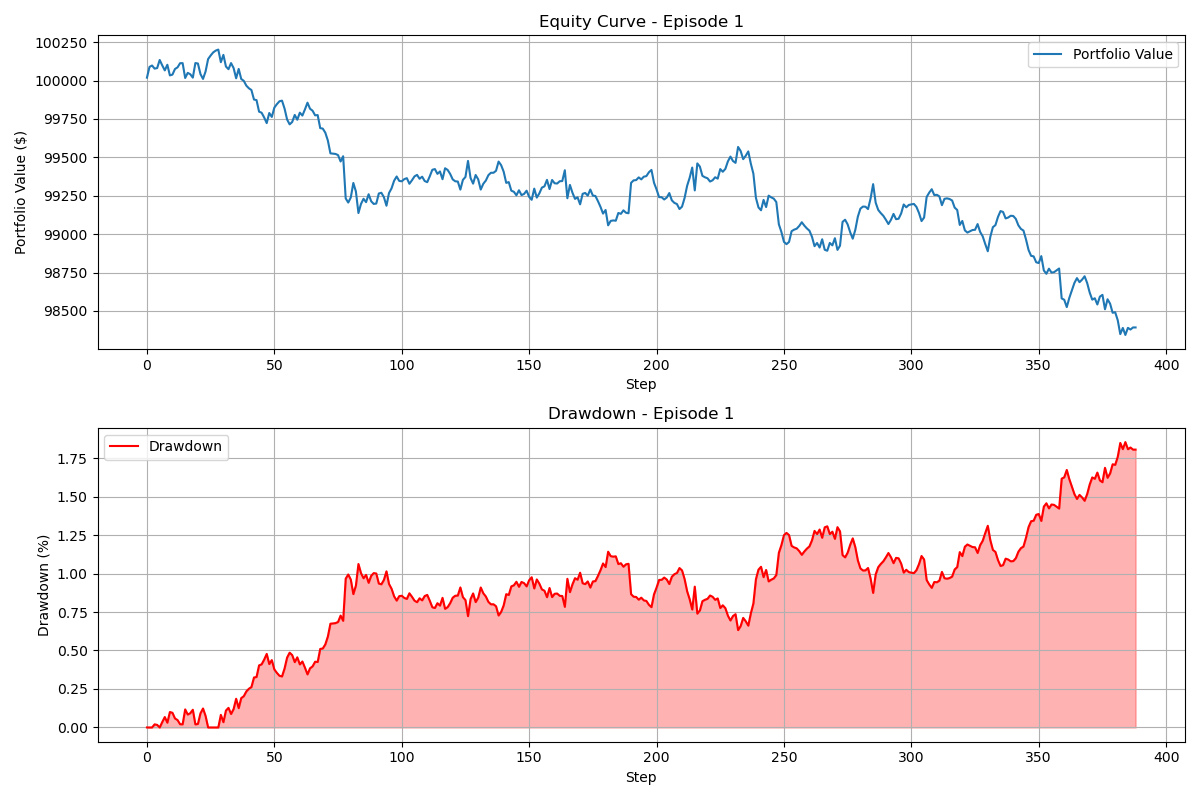 Equity Curve - Episode 1
Portfolio Value ($)
100250
100000
99750
99500
99250
99000
98750
98500
Portfolio Value
0 50 100 150 200 250 300 350 400
Step
Drawdown - Episode 1
Drawdown (%)
1.75
1.50
1.25
1.00
0.75
0.50
0.25
0.00
Drawdown
0 50 100 150 200 250 300 350 400
Step